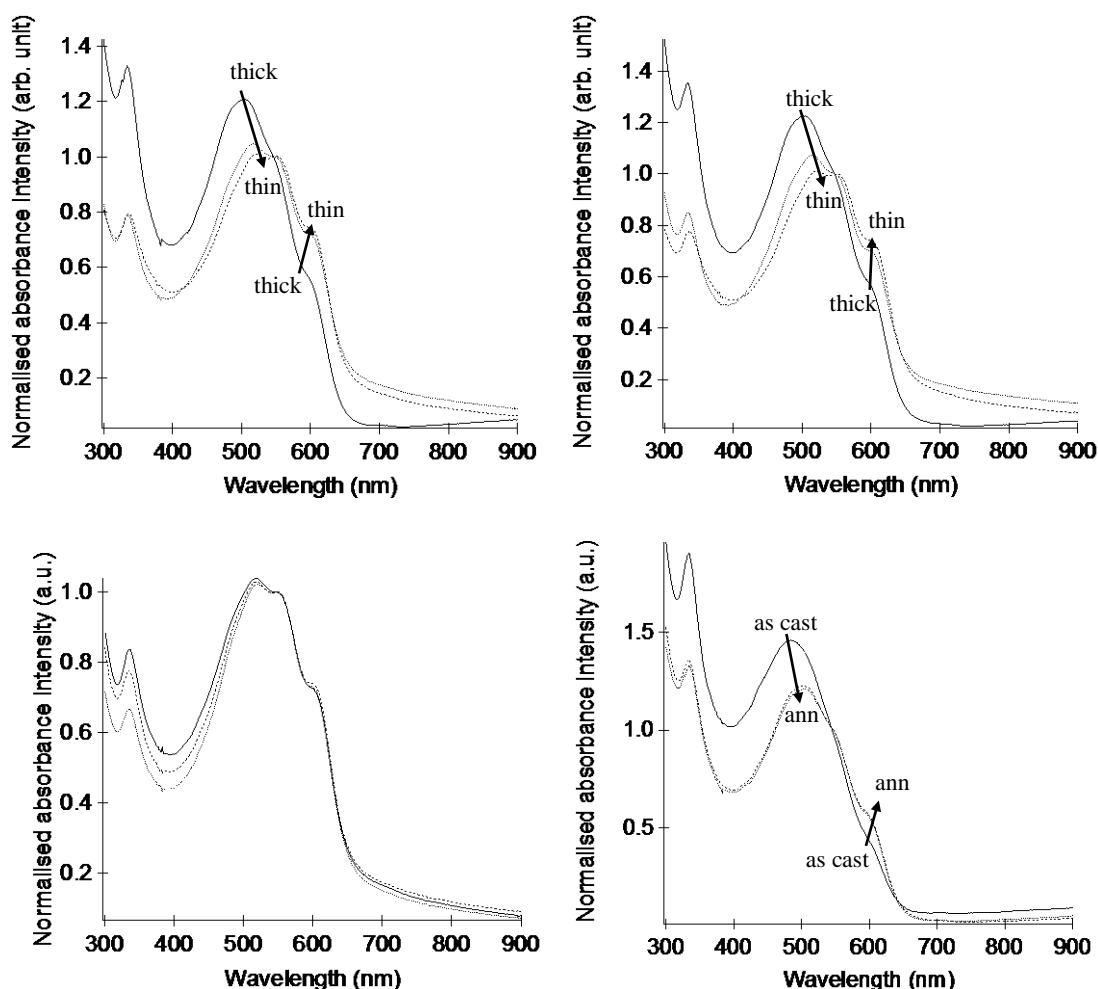 Normalised absorbance Intensity (arb. unit)
1.4
1.2
1.0
0.8
0.6
0.4
0.2
thick
thin
thin
thick
300 400 500 600 700 800 900
Wavelength (nm)
Normalised absorbance Intensity (arb. unit)
1.4
1.2
1.0
0.8
0.6
0.4
0.2
thick
thin
thin
thick
300 400 500 600 700 800 900
Wavelength (nm)
Normalised absorbance Intensity (a.u.)
1.0
0.8
0.6
0.4
0.2
300 400 500 600 700 800 900
Wavelength (nm)
Normalised absorbance Intensity (a.u.)
1.5
1.0
0.5
as cast
ann
ann
as cast
300 400 500 600 700 800 900
Wavelength (nm)